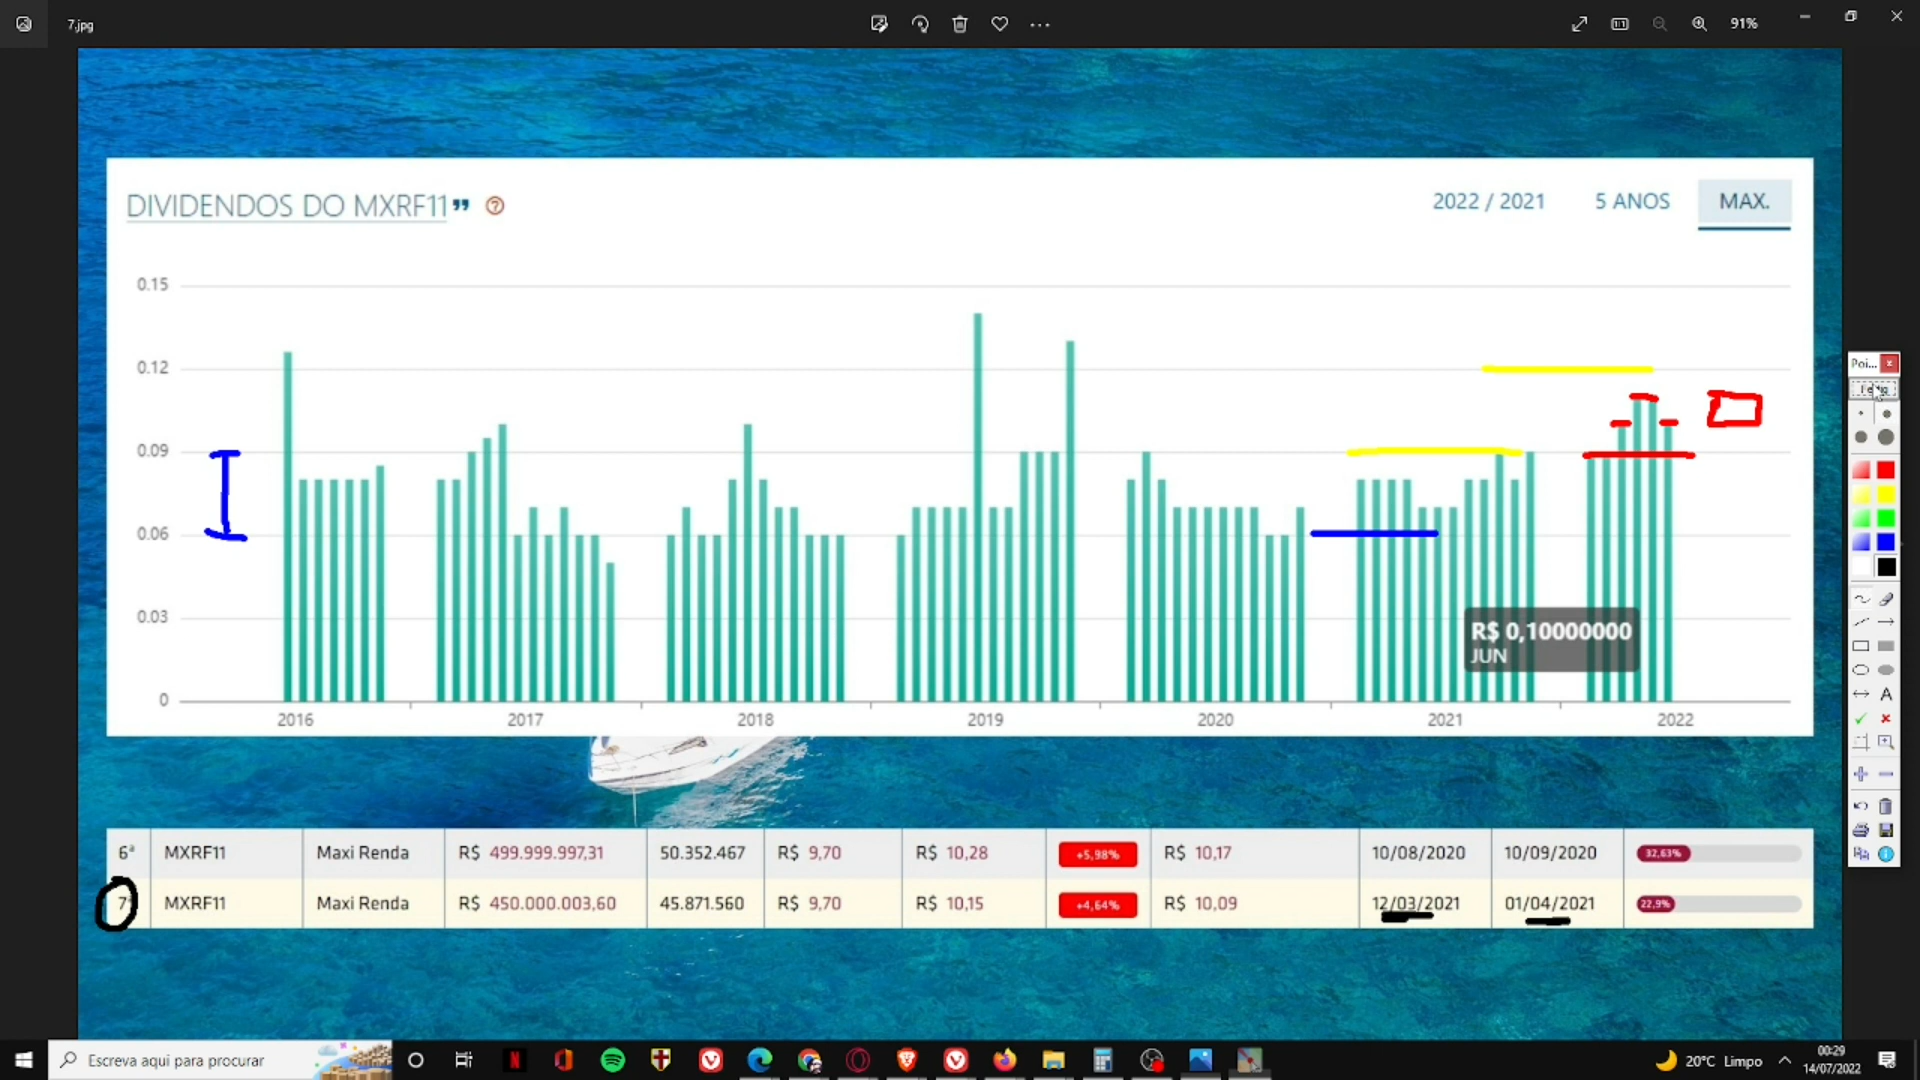 7.jpg
91%
DIVIDENDOS DO MXRF11
2022 / 2021 5 ANOS MAX.
0.15
0.12
0.09
0.06
0.03
0
R$ 0,10000000
JUN
2016 2017 2018 2019 2020 2021 2022
6ª MXRF11 Maxi Renda R$ 499.999.997,31 50.352.467 R$ 9,70 R$ 10,28 +5,98% R$ 10,17 10/08/2020 10/09/2020 32,63%
7ª MXRF11 Maxi Renda R$ 450.000.003,60 45.871.560 R$ 9,70 R$ 10,15 +4,64% R$ 10,09 12/03/2021 01/04/2021 22,9%
Poi...
A
Escreva aqui para procurar
20°C Limpo
00:29
14/07/2022